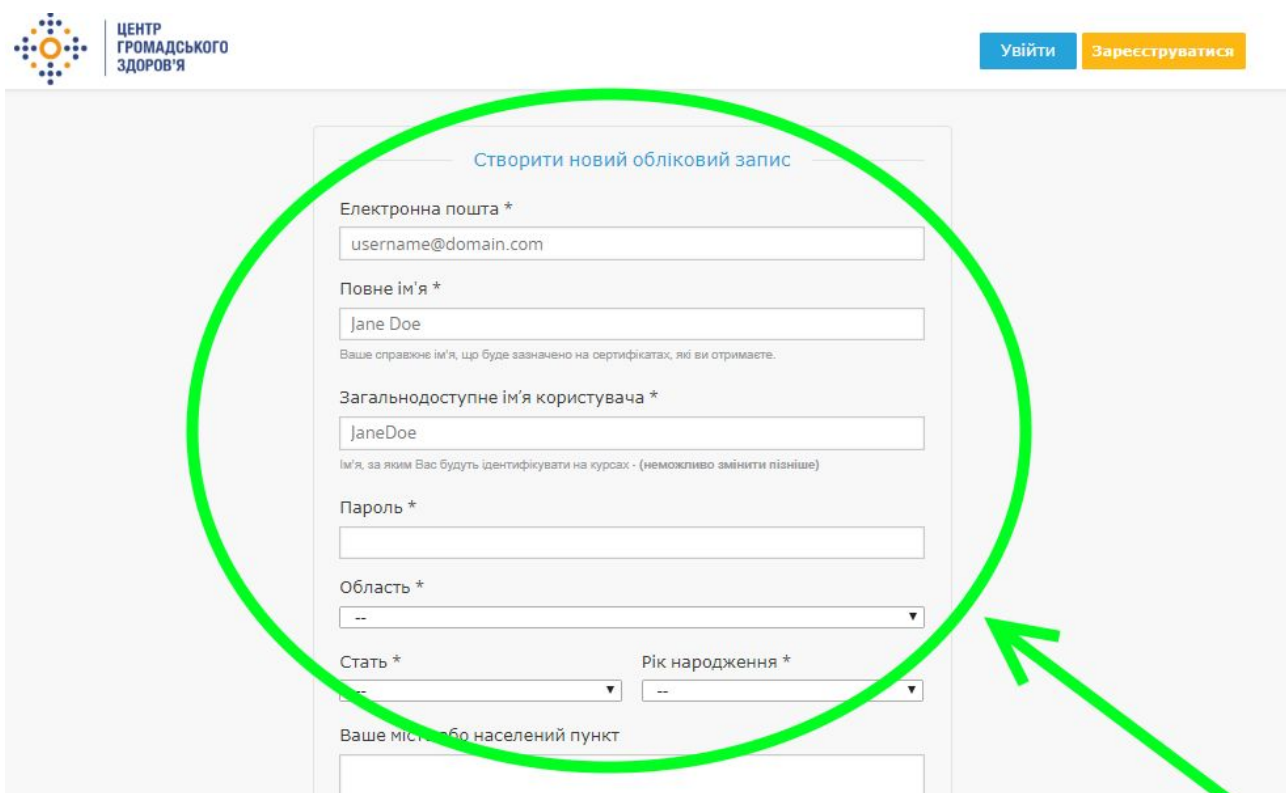 ЦЕНТР
ГРОМАДСЬКОГО
ЗДОРОВ'Я
Увійти Зареєструватися
Створити новий обліковий запис
Електронна пошта *
username@domain.com
Повне ім'я *
Jane Doe
Ваше справжнє ім'я, що буде зазначено на сертифікатах, які ви отримаєте.
Загальнодоступне ім'я користувача *
JaneDoe
Ім'я, за яким Вас будуть ідентифікувати на курсах - (неможливо змінити пізніше)
Пароль *
Область *
--
Стать * Рік народження *
-- --
Ваше місто або населений пункт